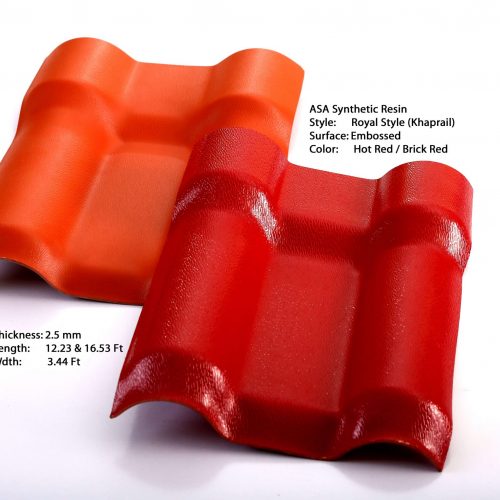 ASA Synthetic Resin
Style: Royal Style (Khaprail)
Surface: Embossed
Color: Hot Red / Brick Red
hickness: 2.5 mm
ength: 12.23 & 16.53 Ft
Wdth: 3.44 Ft